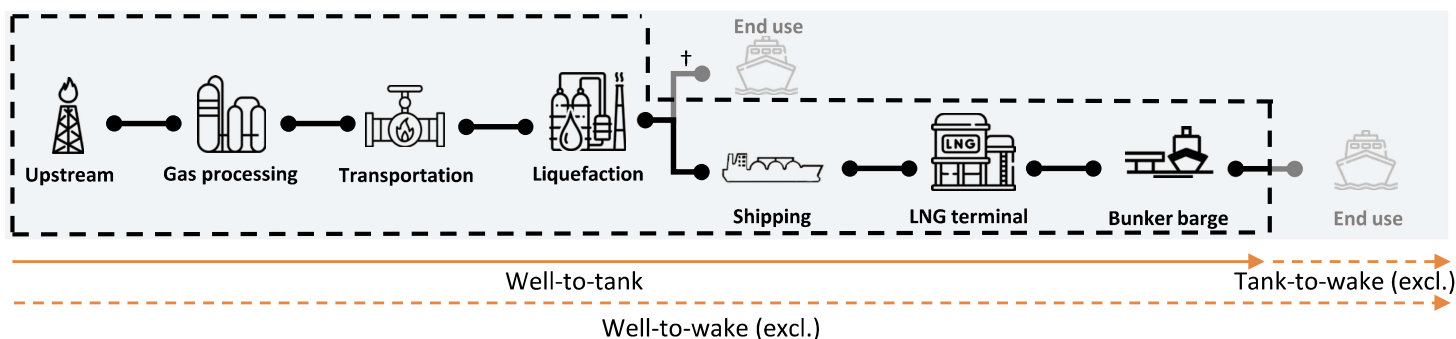 End use
†
Upstream
Gas processing
Transportation
Liquefaction
LNG
Shipping
LNG terminal
Bunker barge
End use
Well-to-tank
Tank-to-wake (excl.)
Well-to-wake (excl.)